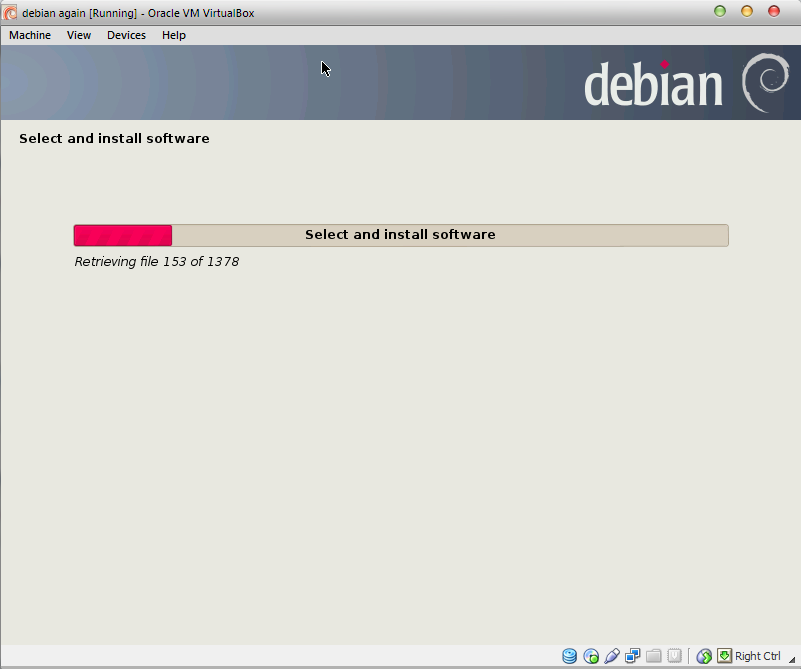 debian again [Running] - Oracle VM VirtualBox
Machine View Devices Help
debian
Select and install software
Select and install software
Retrieving file 153 of 1378
Right Ctrl